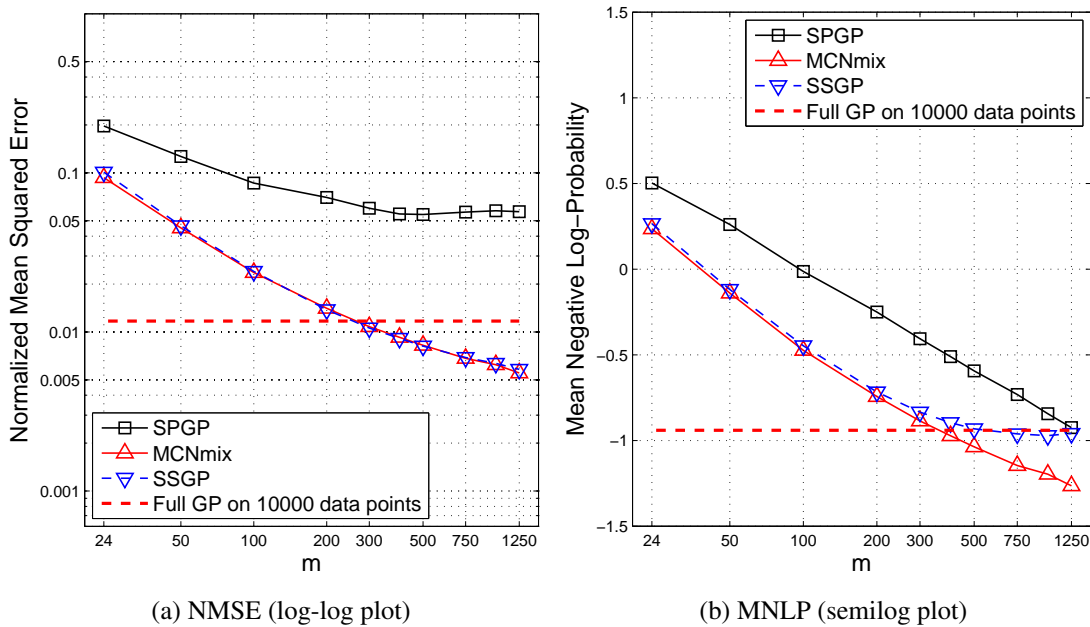 Normalized Mean Squared Error
0.5
0.1
0.05
0.01
0.005
0.001
SPGP
MCNmix
SSGP
Full GP on 10000 data points
24 50 100 200 300 500 750 1250
m
(a) NMSE (log-log plot)
Mean Negative Log−Probability
1.5
1
0.5
0
−0.5
−1
−1.5
SPGP
MCNmix
SSGP
Full GP on 10000 data points
24 50 100 200 300 500 750 1250
m
(b) MNLP (semilog plot)